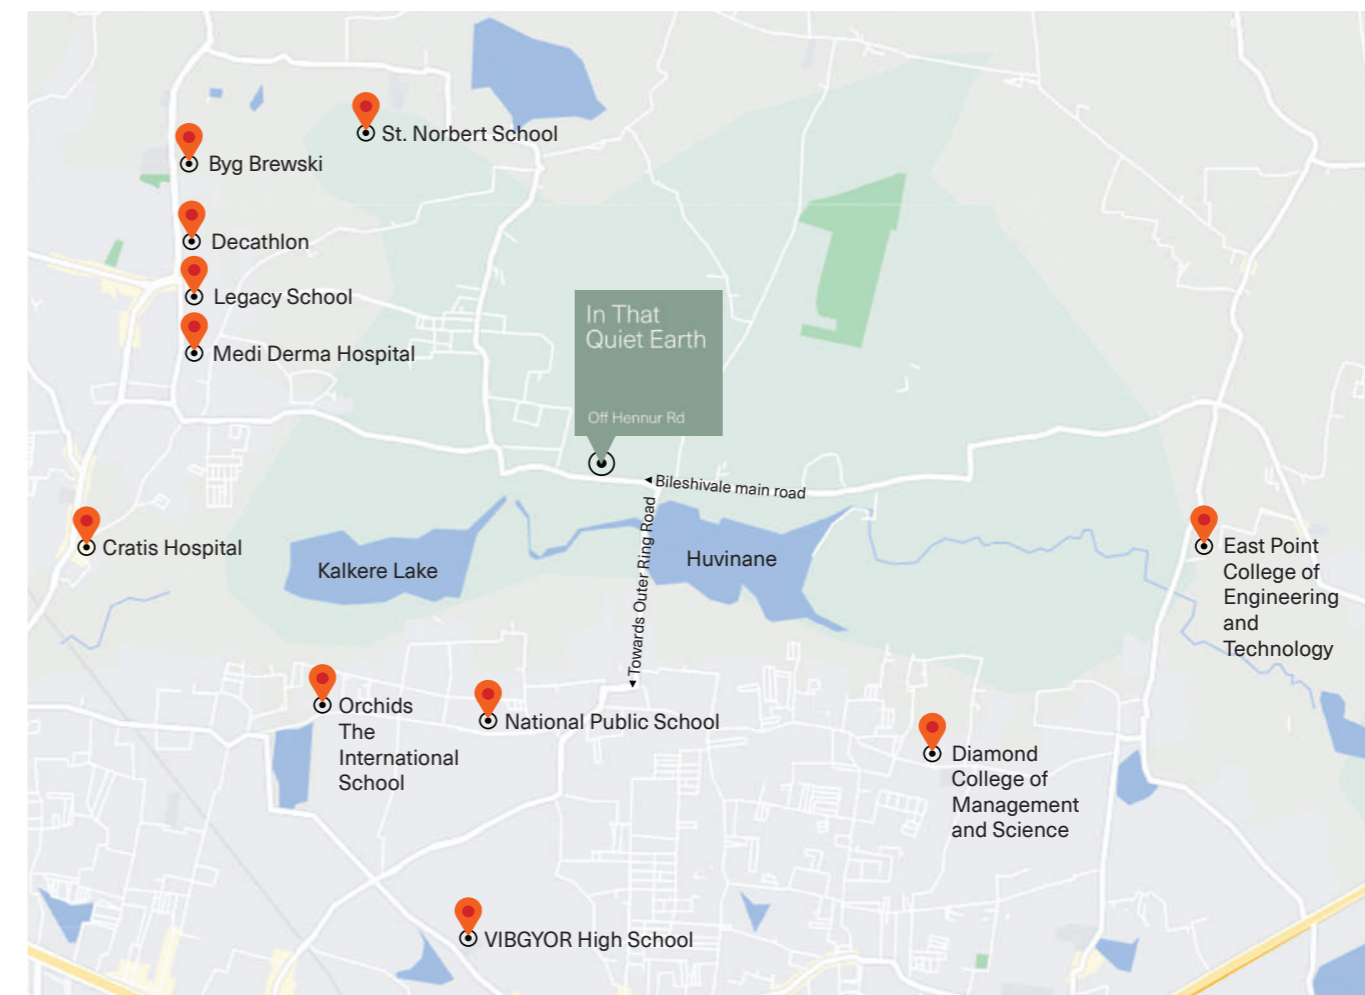 St. Norbert School
Byg Brewski
Decathlon
Legacy School
Medi Derma Hospital
In That
Quiet Earth
Off Hennur Rd
Bileshivale main road
Towards Outer Ring Road
Cratis Hospital
Kalkere Lake
Huvinane
East Point
College of
Engineering
and
Technology
Orchids
The
International
School
National Public School
Diamond
College of
Management
and Science
VIBGYOR High School